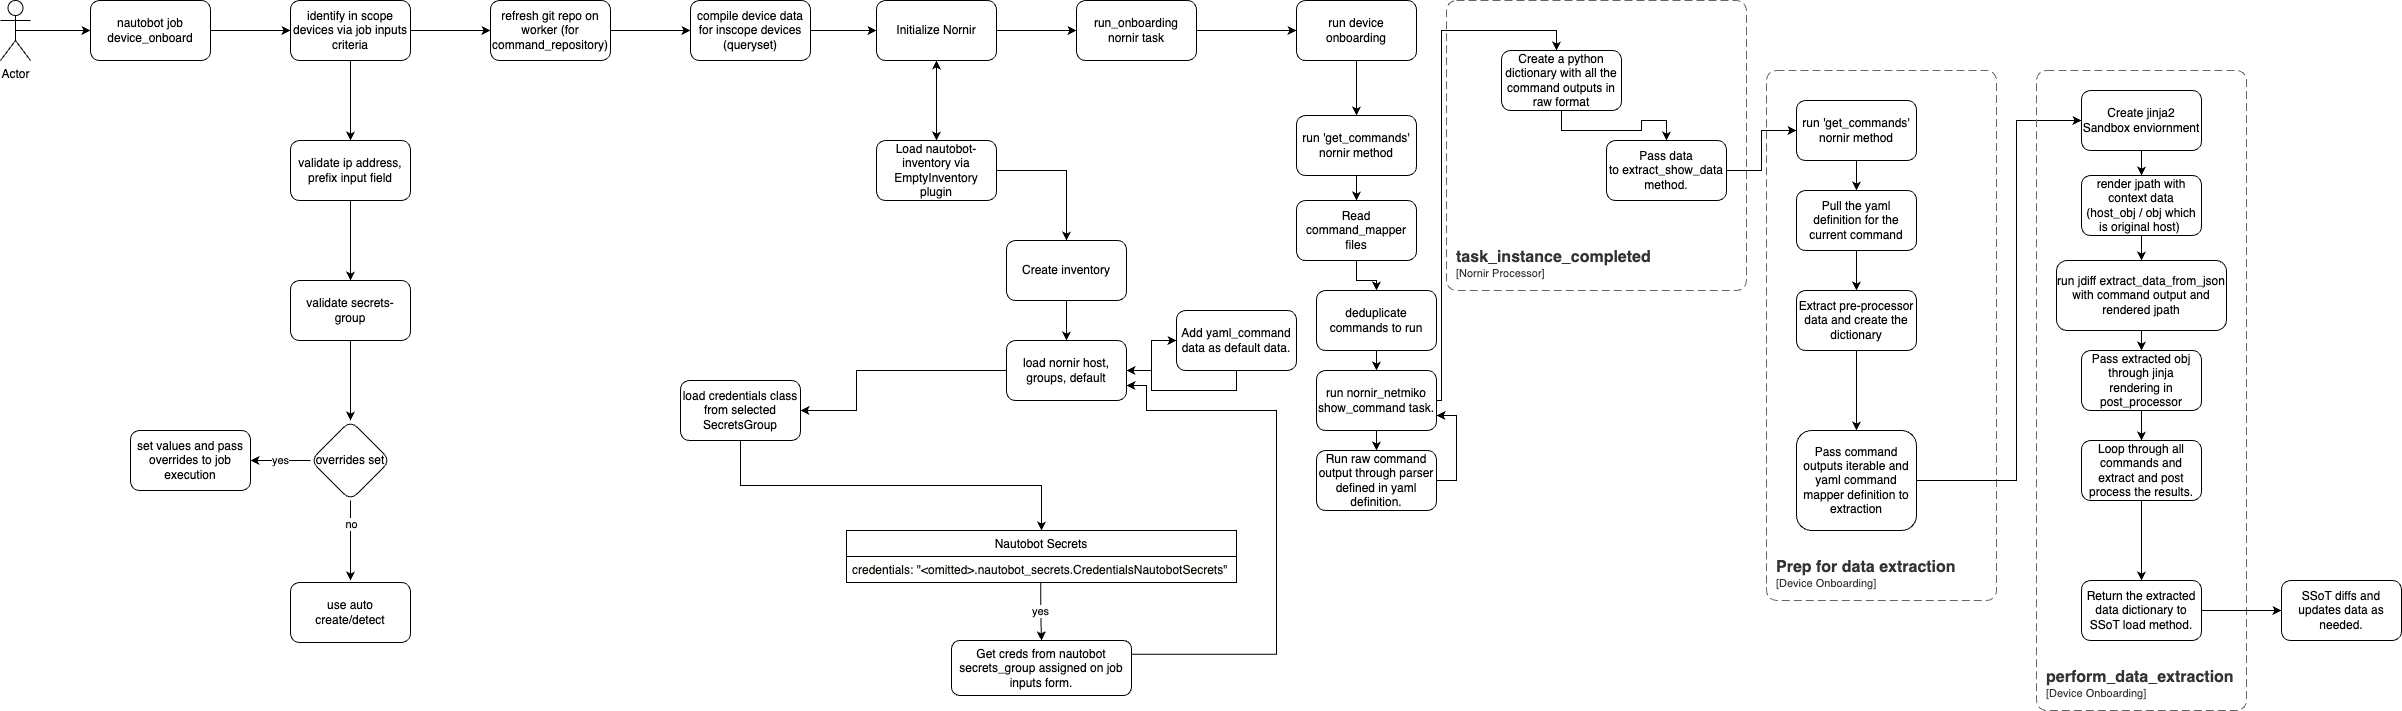 Actor
nautobot job
device_onboard
identify in scope
devices via job inputs
criteria
refresh git repo on
worker (for
command_repository)
compile device data
for inscope devices
(queryset)
Initialize Nornir
run_onboarding
nornir task
run device
onboarding
validate ip address,
prefix input field
validate secrets-
group
overrides set
yes
set values and pass
overrides to job
execution
no
use auto
create/detect
Load nautobot-
inventory via
EmptyInventory
plugin
Create inventory
load nornir host,
groups, default
Add yaml_command
data as default data.
load credentials class
from selected
SecretsGroup
Nautobot Secrets
credentials: "<omitted>.nautobot_secrets.CredentialsNautobotSecrets"
yes
Get creds from nautobot
secrets_group assigned on job
inputs form.
run 'get_commands'
nornir method
Read
command_mapper
files
deduplicate
commands to run
run nornir_netmiko
show_command task.
Run raw command
output through parser
defined in yaml
definition.
Create a python
dictionary with all the
command outputs in
raw format
Pass data
to extract_show_data
method.
task_instance_completed
[Nornir Processor]
run 'get_commands'
nornir method
Pull the yaml
definition for the
current command
Extract pre-processor
data and create the
dictionary
Pass command
outputs iterable and
yaml command
mapper definition to
extraction
Prep for data extraction
[Device Onboarding]
Create jinja2
Sandbox enviornment
render jpath with
context data
(host_obj / obj which
is original host)
run jdiff extract_data_from_json
with command output and
rendered jpath
Pass extracted obj
through jinja
rendering in
post_processor
Loop through all
commands and
extract and post
process the results.
Return the extracted
data dictionary to
SSoT load method.
perform_data_extraction
[Device Onboarding]
SSoT diffs and
updates data as
needed.